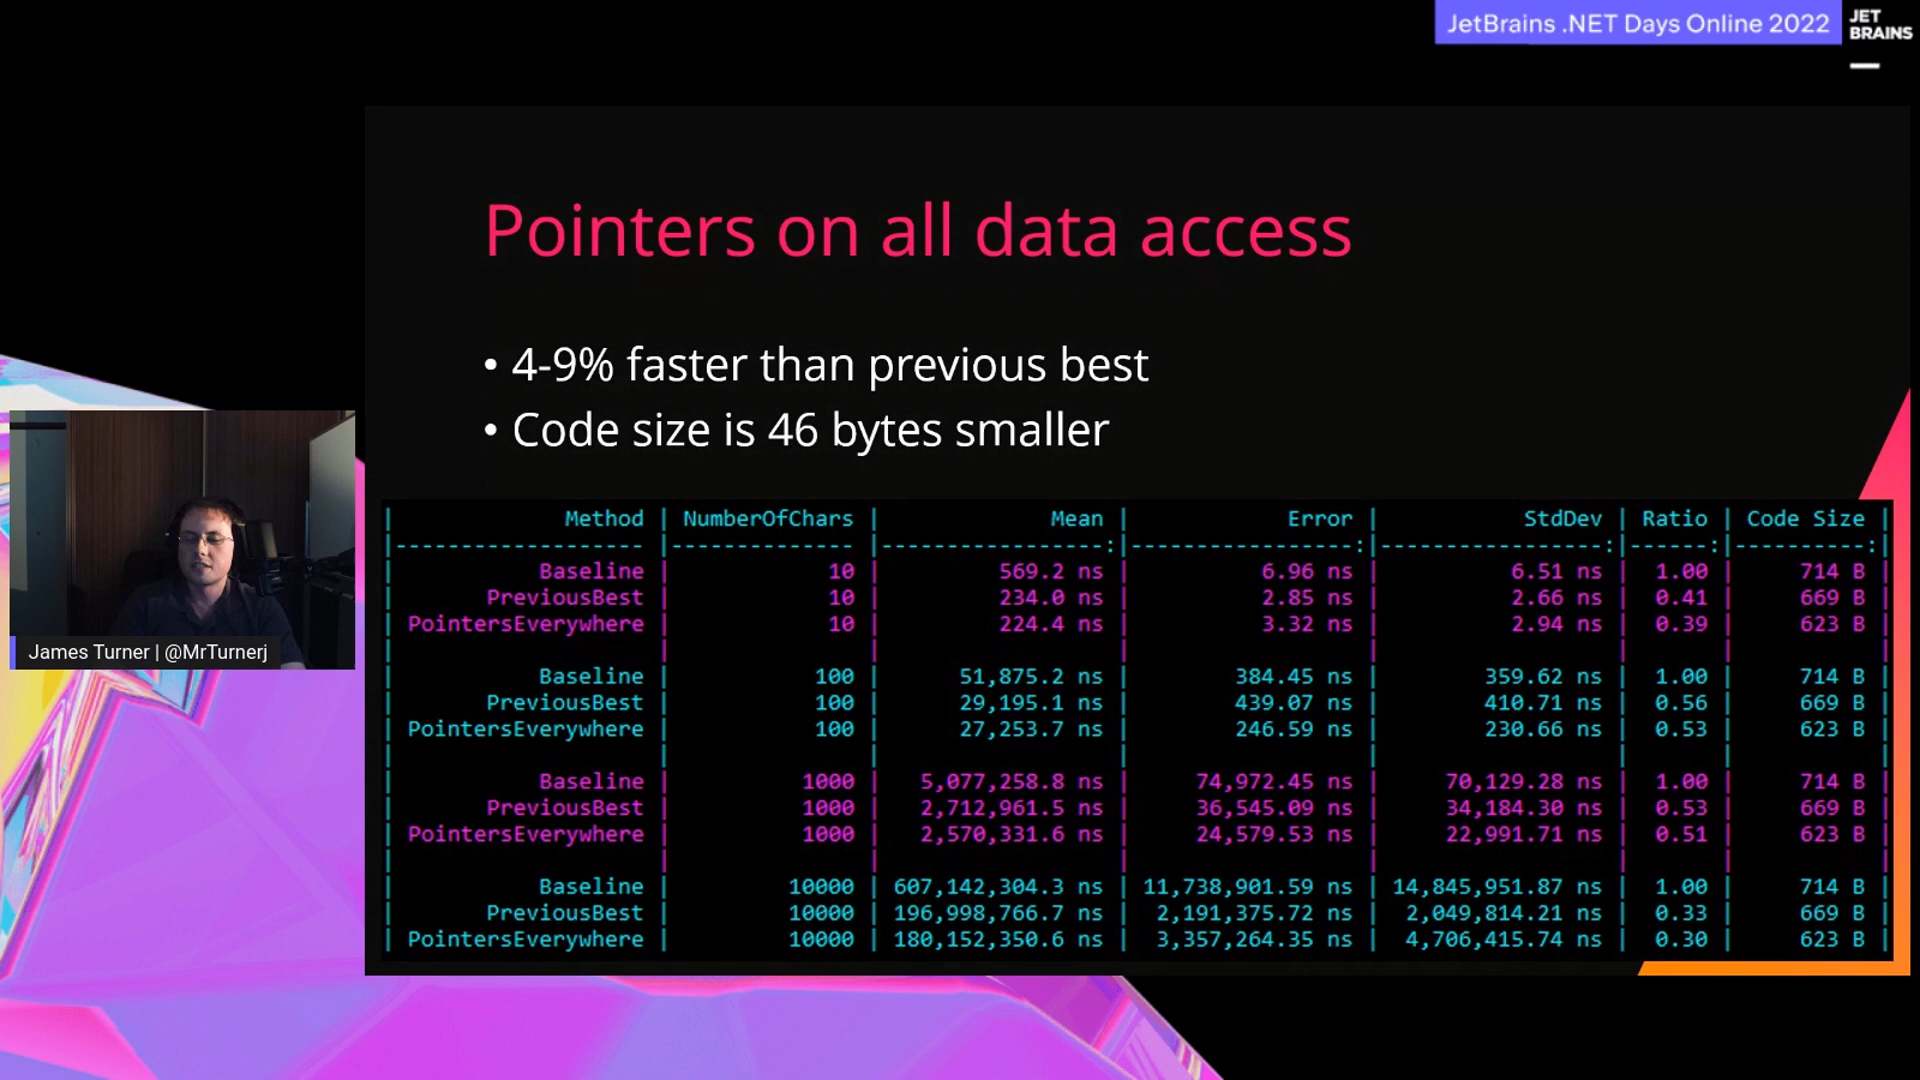 JetBrains .NET Days Online 2022
JET
BRAINS
Pointers on all data access
• 4-9% faster than previous best
• Code size is 46 bytes smaller
| Method | NumberOfChars | Mean | Error | StdDev | Ratio | Code Size |
|------------------- |-------------- |-----------------:|-----------------:|-----------------:|------:|----------:|
| Baseline | 10 | 569.2 ns | 6.96 ns | 6.51 ns | 1.00 | 714 B |
| PreviousBest | 10 | 234.0 ns | 2.85 ns | 2.66 ns | 0.41 | 669 B |
| PointersEverywhere | 10 | 224.4 ns | 3.32 ns | 2.94 ns | 0.39 | 623 B |
| | | | | | | |
| Baseline | 100 | 51,875.2 ns | 384.45 ns | 359.62 ns | 1.00 | 714 B |
| PreviousBest | 100 | 29,195.1 ns | 439.07 ns | 410.71 ns | 0.56 | 669 B |
| PointersEverywhere | 100 | 27,253.7 ns | 246.59 ns | 230.66 ns | 0.53 | 623 B |
| | | | | | | |
| Baseline | 1000 | 5,077,258.8 ns | 74,972.45 ns | 70,129.28 ns | 1.00 | 714 B |
| PreviousBest | 1000 | 2,712,961.5 ns | 36,545.09 ns | 34,184.30 ns | 0.53 | 669 B |
| PointersEverywhere | 1000 | 2,570,331.6 ns | 24,579.53 ns | 22,991.71 ns | 0.51 | 623 B |
| | | | | | | |
| Baseline | 10000 | 607,142,304.3 ns | 11,738,901.59 ns | 14,845,951.87 ns | 1.00 | 714 B |
| PreviousBest | 10000 | 196,998,766.7 ns | 2,191,375.72 ns | 2,049,814.21 ns | 0.33 | 669 B |
| PointersEverywhere | 10000 | 180,152,350.6 ns | 3,357,264.35 ns | 4,706,415.74 ns | 0.30 | 623 B |
James Turner | @MrTurnerj